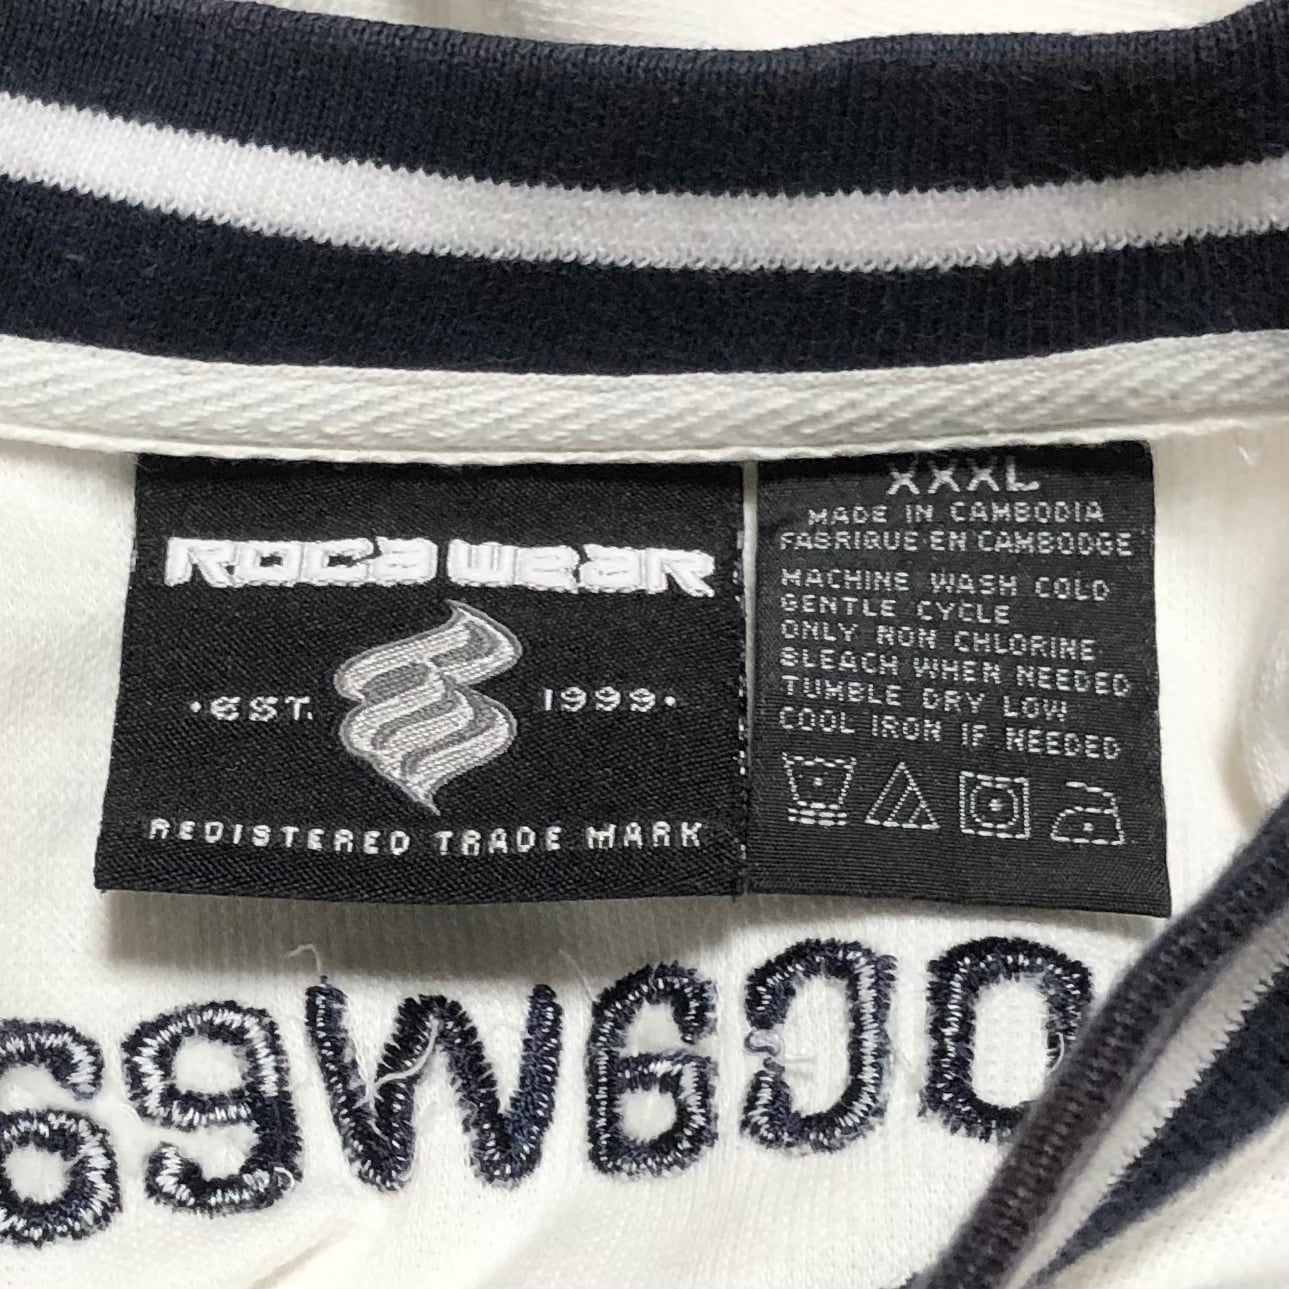 ROCAWEAR
·EST. 1999·
REGISTERED TRADE MARK
XXXL
MADE IN CAMBODIA
FABRIQUE EN CAMBODGE
MACHINE WASH COLD
GENTLE CYCLE
ONLY NON CHLORINE
BLEACH WHEN NEEDED
TUMBLE DRY LOW
COOL IRON IF NEEDED